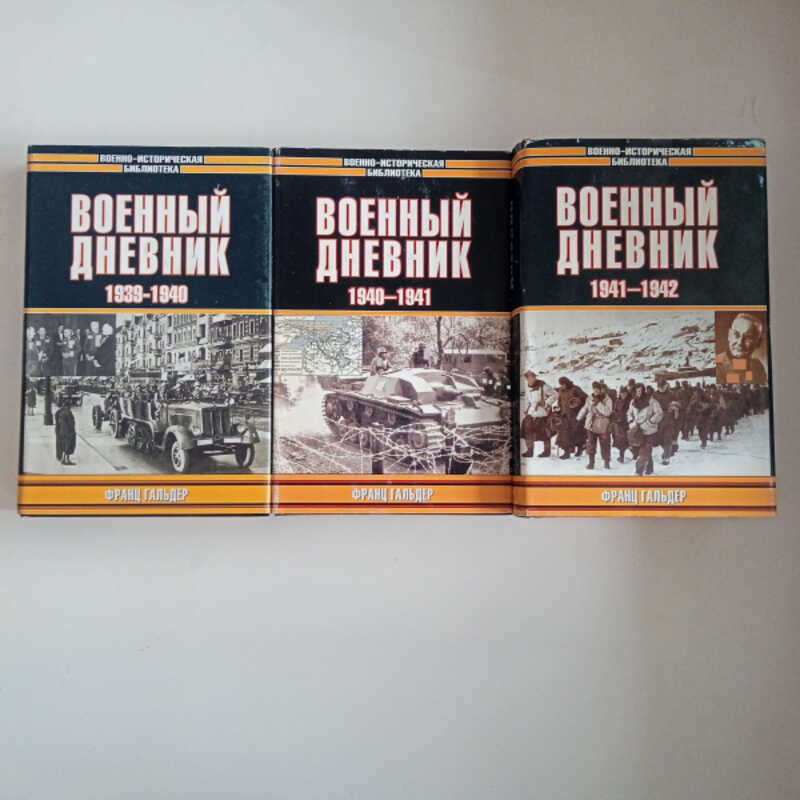 ВОЕННО-ИСТОРИЧЕСКАЯ
БИБЛИОТЕКА
ВОЕННЫЙ
ДНЕВНИК
1939-1940
ФРАНЦ ГАЛЬДЕР
ВОЕННО-ИСТОРИЧЕСКАЯ
БИБЛИОТЕКА
ВОЕННЫЙ
ДНЕВНИК
1940-1941
ФРАНЦ ГАЛЬДЕР
ВОЕННО-ИСТОРИЧЕСКАЯ
БИБЛИОТЕКА
ВОЕННЫЙ
ДНЕВНИК
1941-1942
ФРАНЦ ГАЛЬДЕР